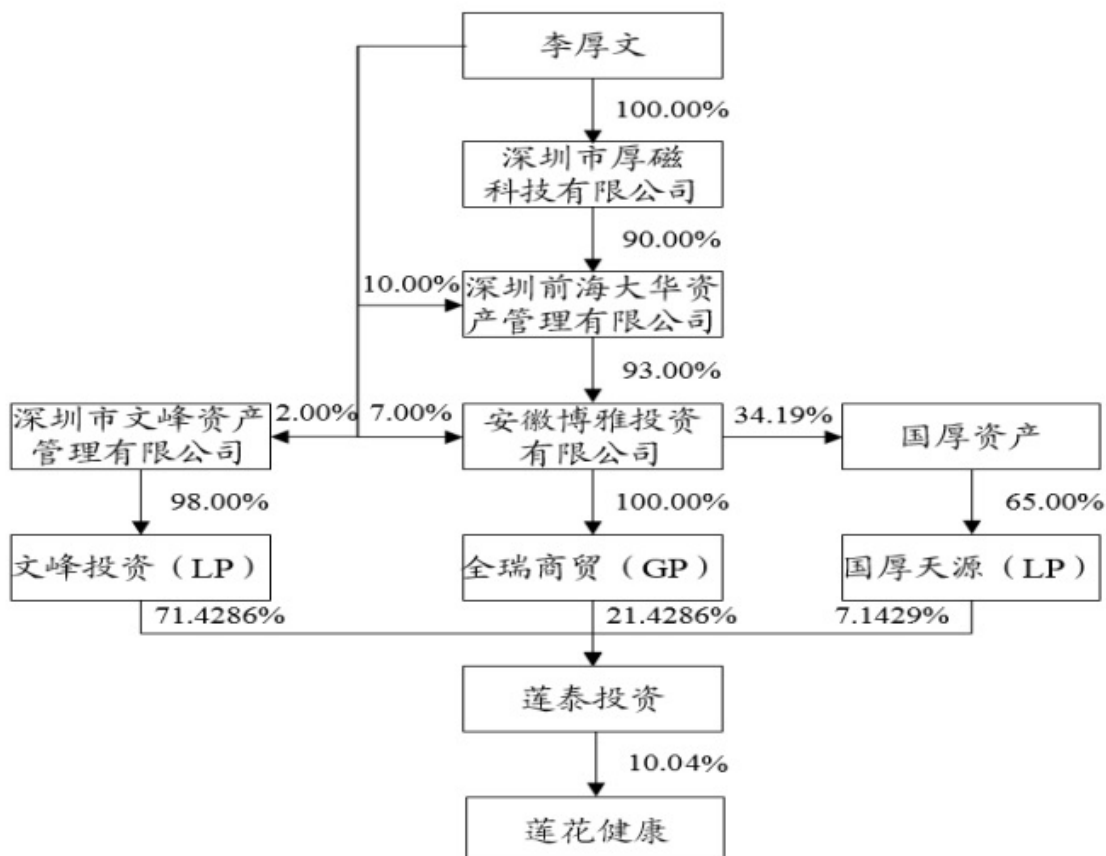 李厚文
100.00%
深圳市厚磁
科技有限公司
90.00%
10.00%
深圳前海大华资
产管理有限公司
93.00%
深圳市文峰资产
管理有限公司
2.00%
7.00%
安徽博雅投资
有限公司
34.19%
国厚资产
98.00%
100.00%
65.00%
文峰投资（LP）
全瑞商贸（GP）
国厚天源（LP）
71.4286%
21.4286%
7.1429%
莲泰投资
10.04%
莲花健康